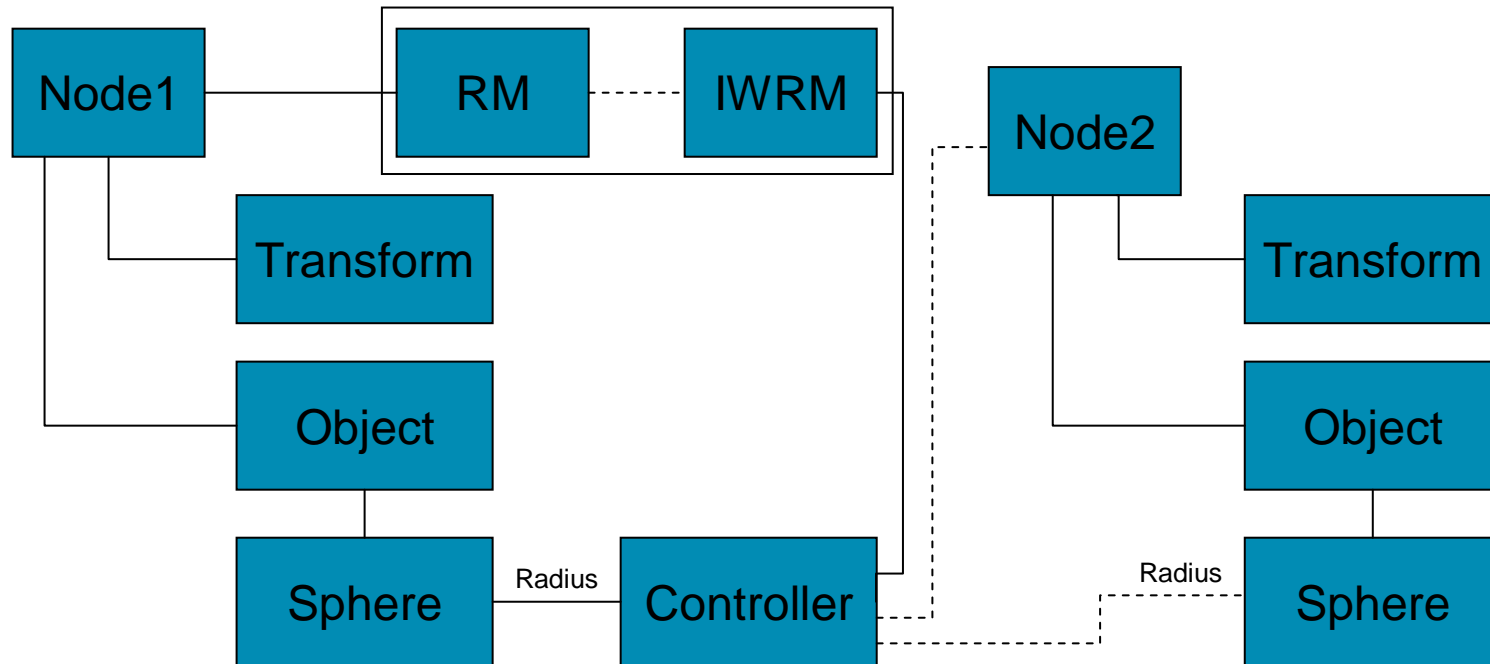 Node1
RM
IWRM
Node2
Transform
Transform
Object
Object
Sphere
Radius
Controller
Radius
Sphere